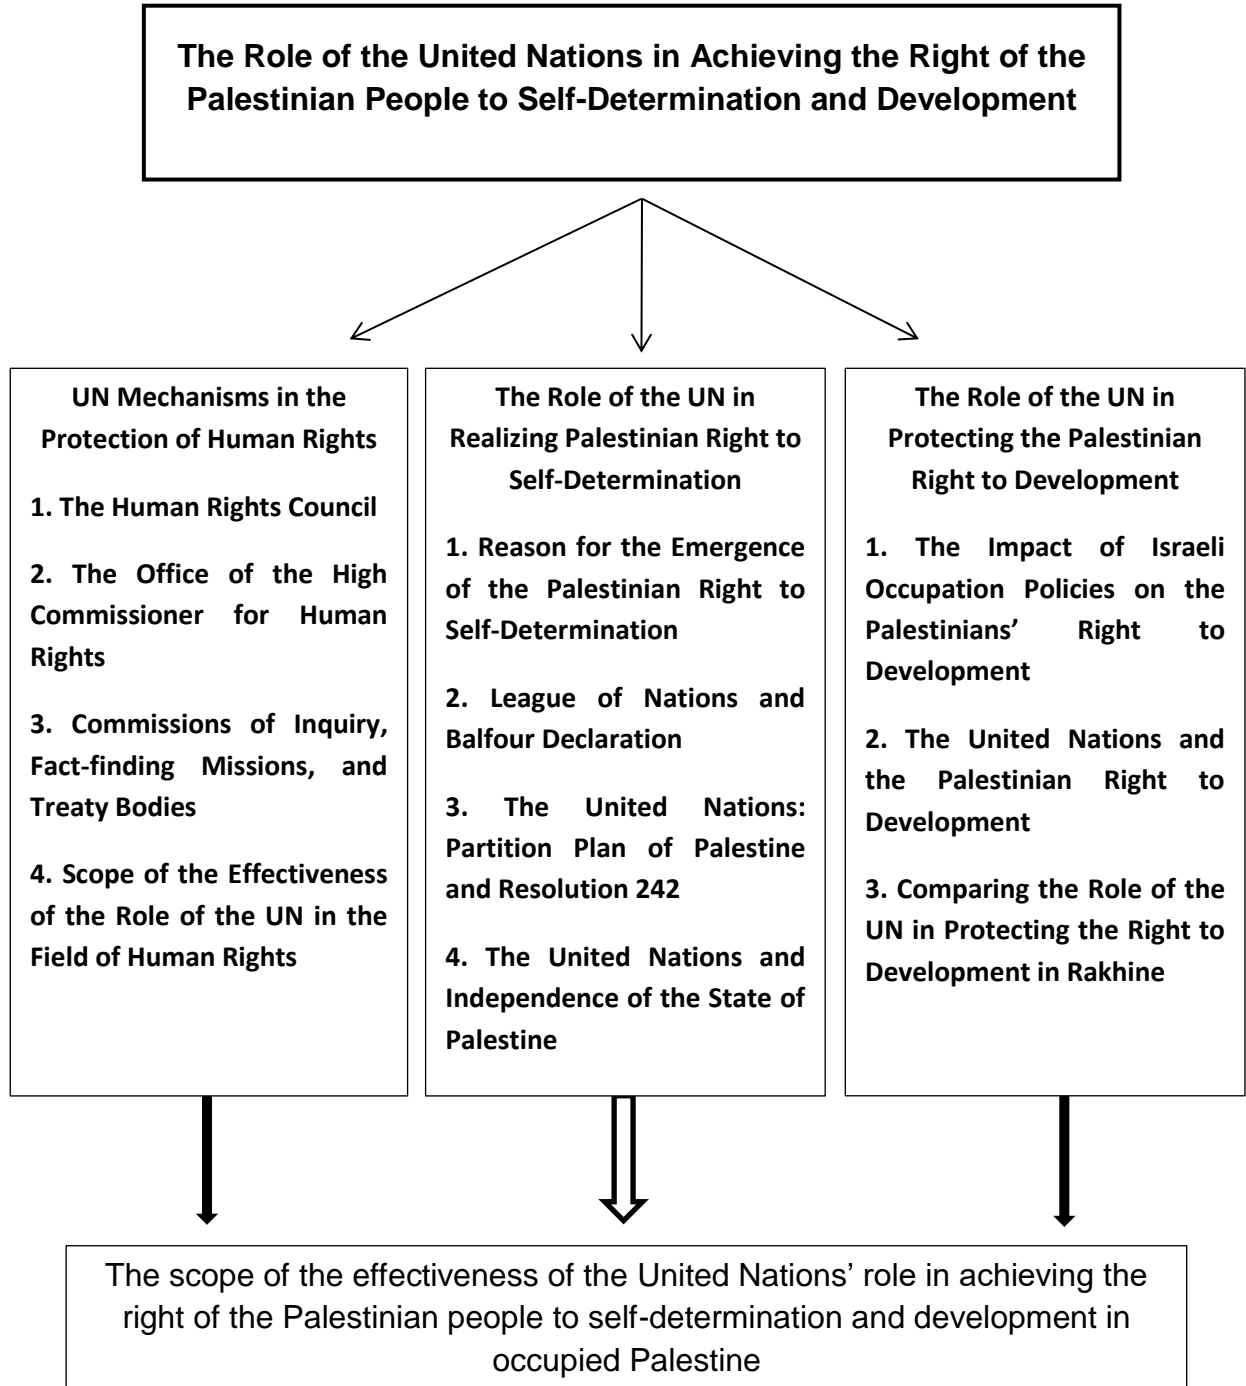 The Role of the United Nations in Achieving the Right of the
Palestinian People to Self-Determination and Development
UN Mechanisms in the
Protection of Human Rights
1. The Human Rights Council
2. The Office of the High
Commissioner for Human
Rights
3. Commissions of Inquiry,
Fact-finding Missions, and
Treaty Bodies
4. Scope of the Effectiveness
of the Role of the UN in the
Field of Human Rights
The Role of the UN in
Realizing Palestinian Right to
Self-Determination
1. Reason for the Emergence
of the Palestinian Right to
Self-Determination
2. League of Nations and
Balfour Declaration
3. The United Nations:
Partition Plan of Palestine
and Resolution 242
4. The United Nations and
Independence of the State of
Palestine
The Role of the UN in
Protecting the Palestinian
Right to Development
1. The Impact of Israeli
Occupation Policies on the
Palestinians’ Right to
Development
2. The United Nations and
the Palestinian Right to
Development
3. Comparing the Role of the
UN in Protecting the Right to
Development in Rakhine
The scope of the effectiveness of the United Nations’ role in achieving the
right of the Palestinian people to self-determination and development in
occupied Palestine